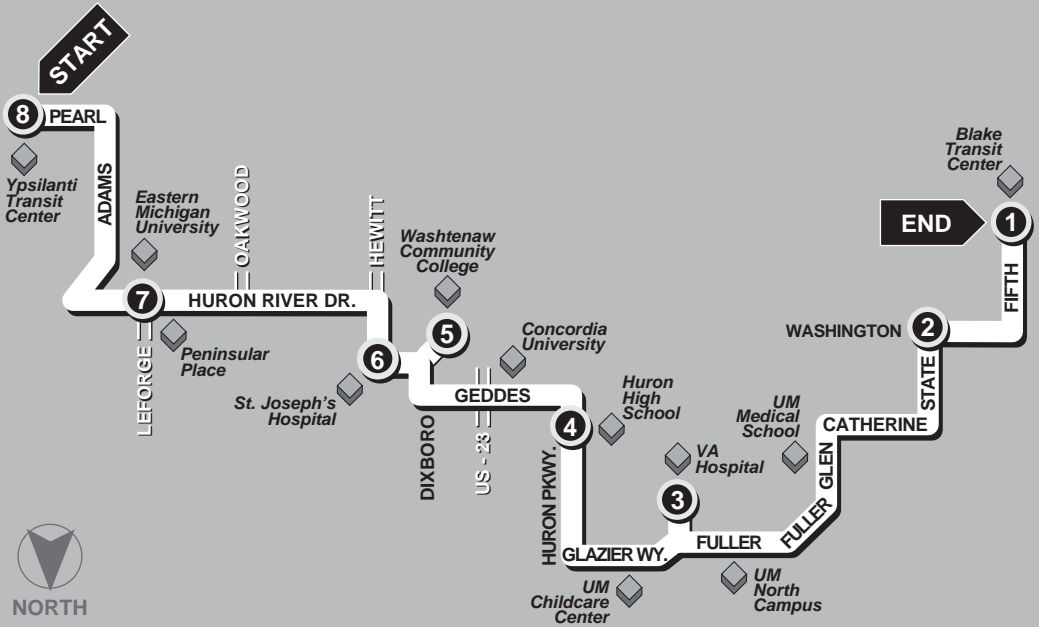 START
8
PEARL
Ypsilanti
Transit
Center
ADAMS
Eastern
Michigan
University
7
LEFORGE
Peninsular
Place
OAKWOOD
HURON RIVER DR.
HEWITT
6
St. Joseph's
Hospital
Washtenaw
Community
College
5
DIXBORO
GEDDES
US - 23
Concordia
University
4
Huron
High
School
HURON PKWY.
GLAZIER WY.
UM
Childcare
Center
3
VA
Hospital
FULLER
UM
North
Campus
FULLER
GLEN
UM
Medical
School
CATHERINE
STATE
WASHINGTON
2
FIFTH
1
END
Blake
Transit
Center
NORTH